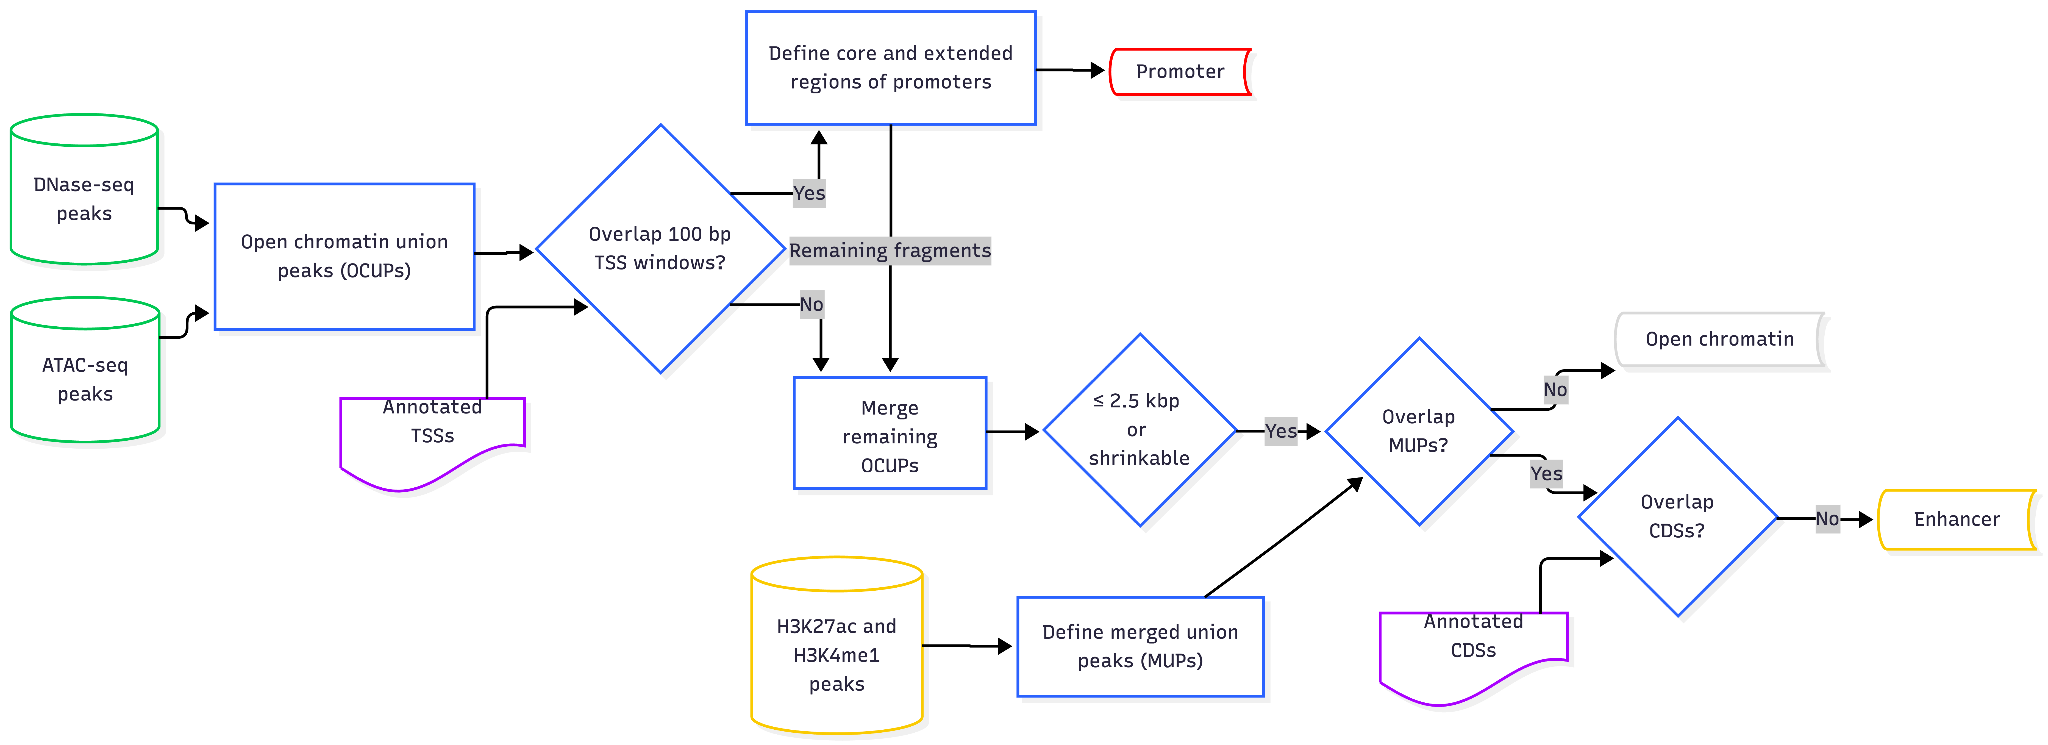 DNase-seq
peaks
ATAC-seq
peaks
Open chromatin union
peaks (OCUPs)
Annotated
TSSs
Overlap 100 bp
TSS windows?
Yes
No
Define core and extended
regions of promoters
Promoter
Remaining fragments
Merge
remaining
OCUPs
≤ 2.5 kbp
or
shrinkable
Yes
H3K27ac and
H3K4me1
peaks
Define merged union
peaks (MUPs)
Overlap
MUPs?
No
Open chromatin
Yes
Annotated
CDSs
Overlap
CDSs?
No
Enhancer